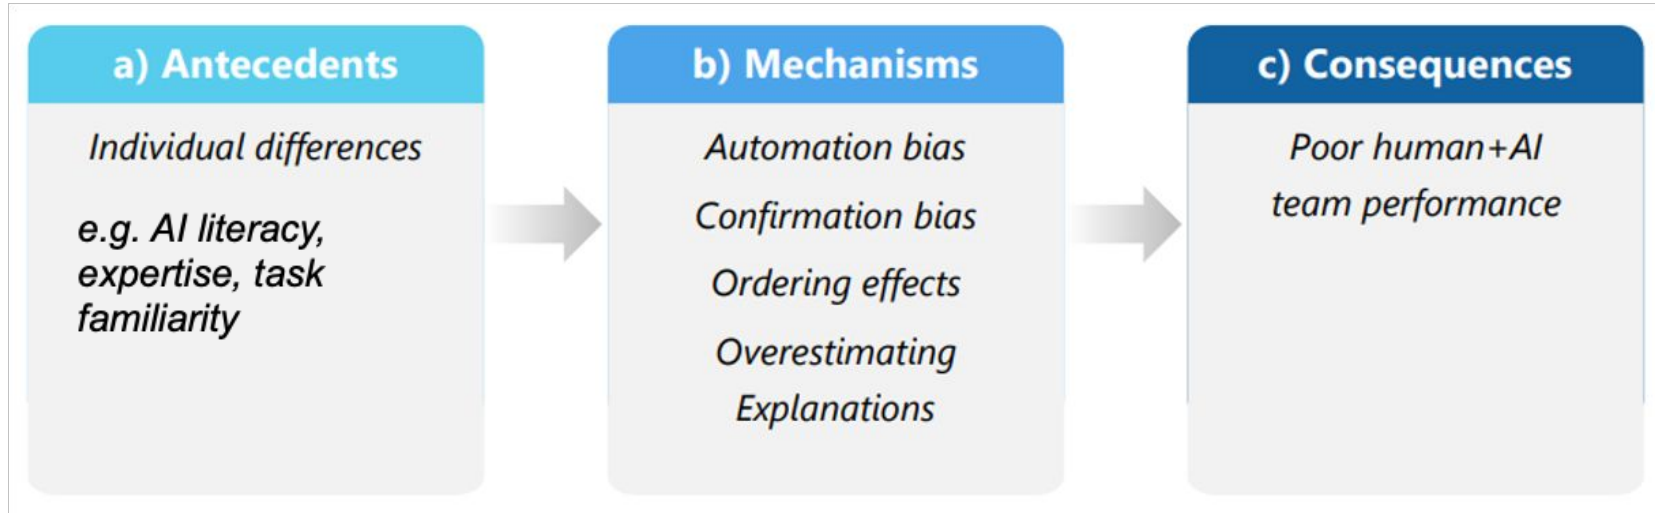 a) Antecedents
Individual differences
e.g. AI literacy,
expertise, task
familiarity
b) Mechanisms
Automation bias
Confirmation bias
Ordering effects
Overestimating
Explanations
c) Consequences
Poor human+AI
team performance